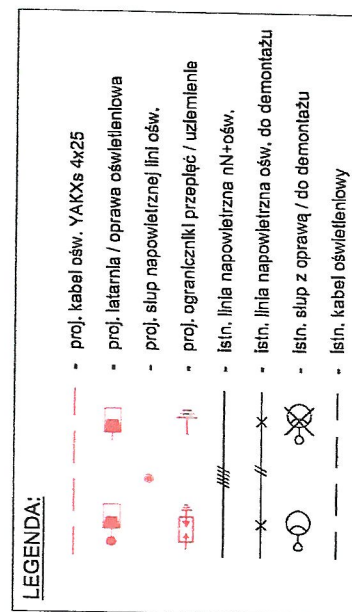 LEGENDA:
- proj. kabel ośw. YAKXs 4x25
- proj. latarnia / oprawa oświetleniowa
- proj. słup napowietrznej lini ośw.
- proj. ograniczniki przepięć / uziemienie
- istn. linia napowietrzna nN+ośw.
- istn. linia napowietrzna ośw. do demontażu
- istn. słup z oprawą / do demontażu
- istn. kabel oświetleniowy